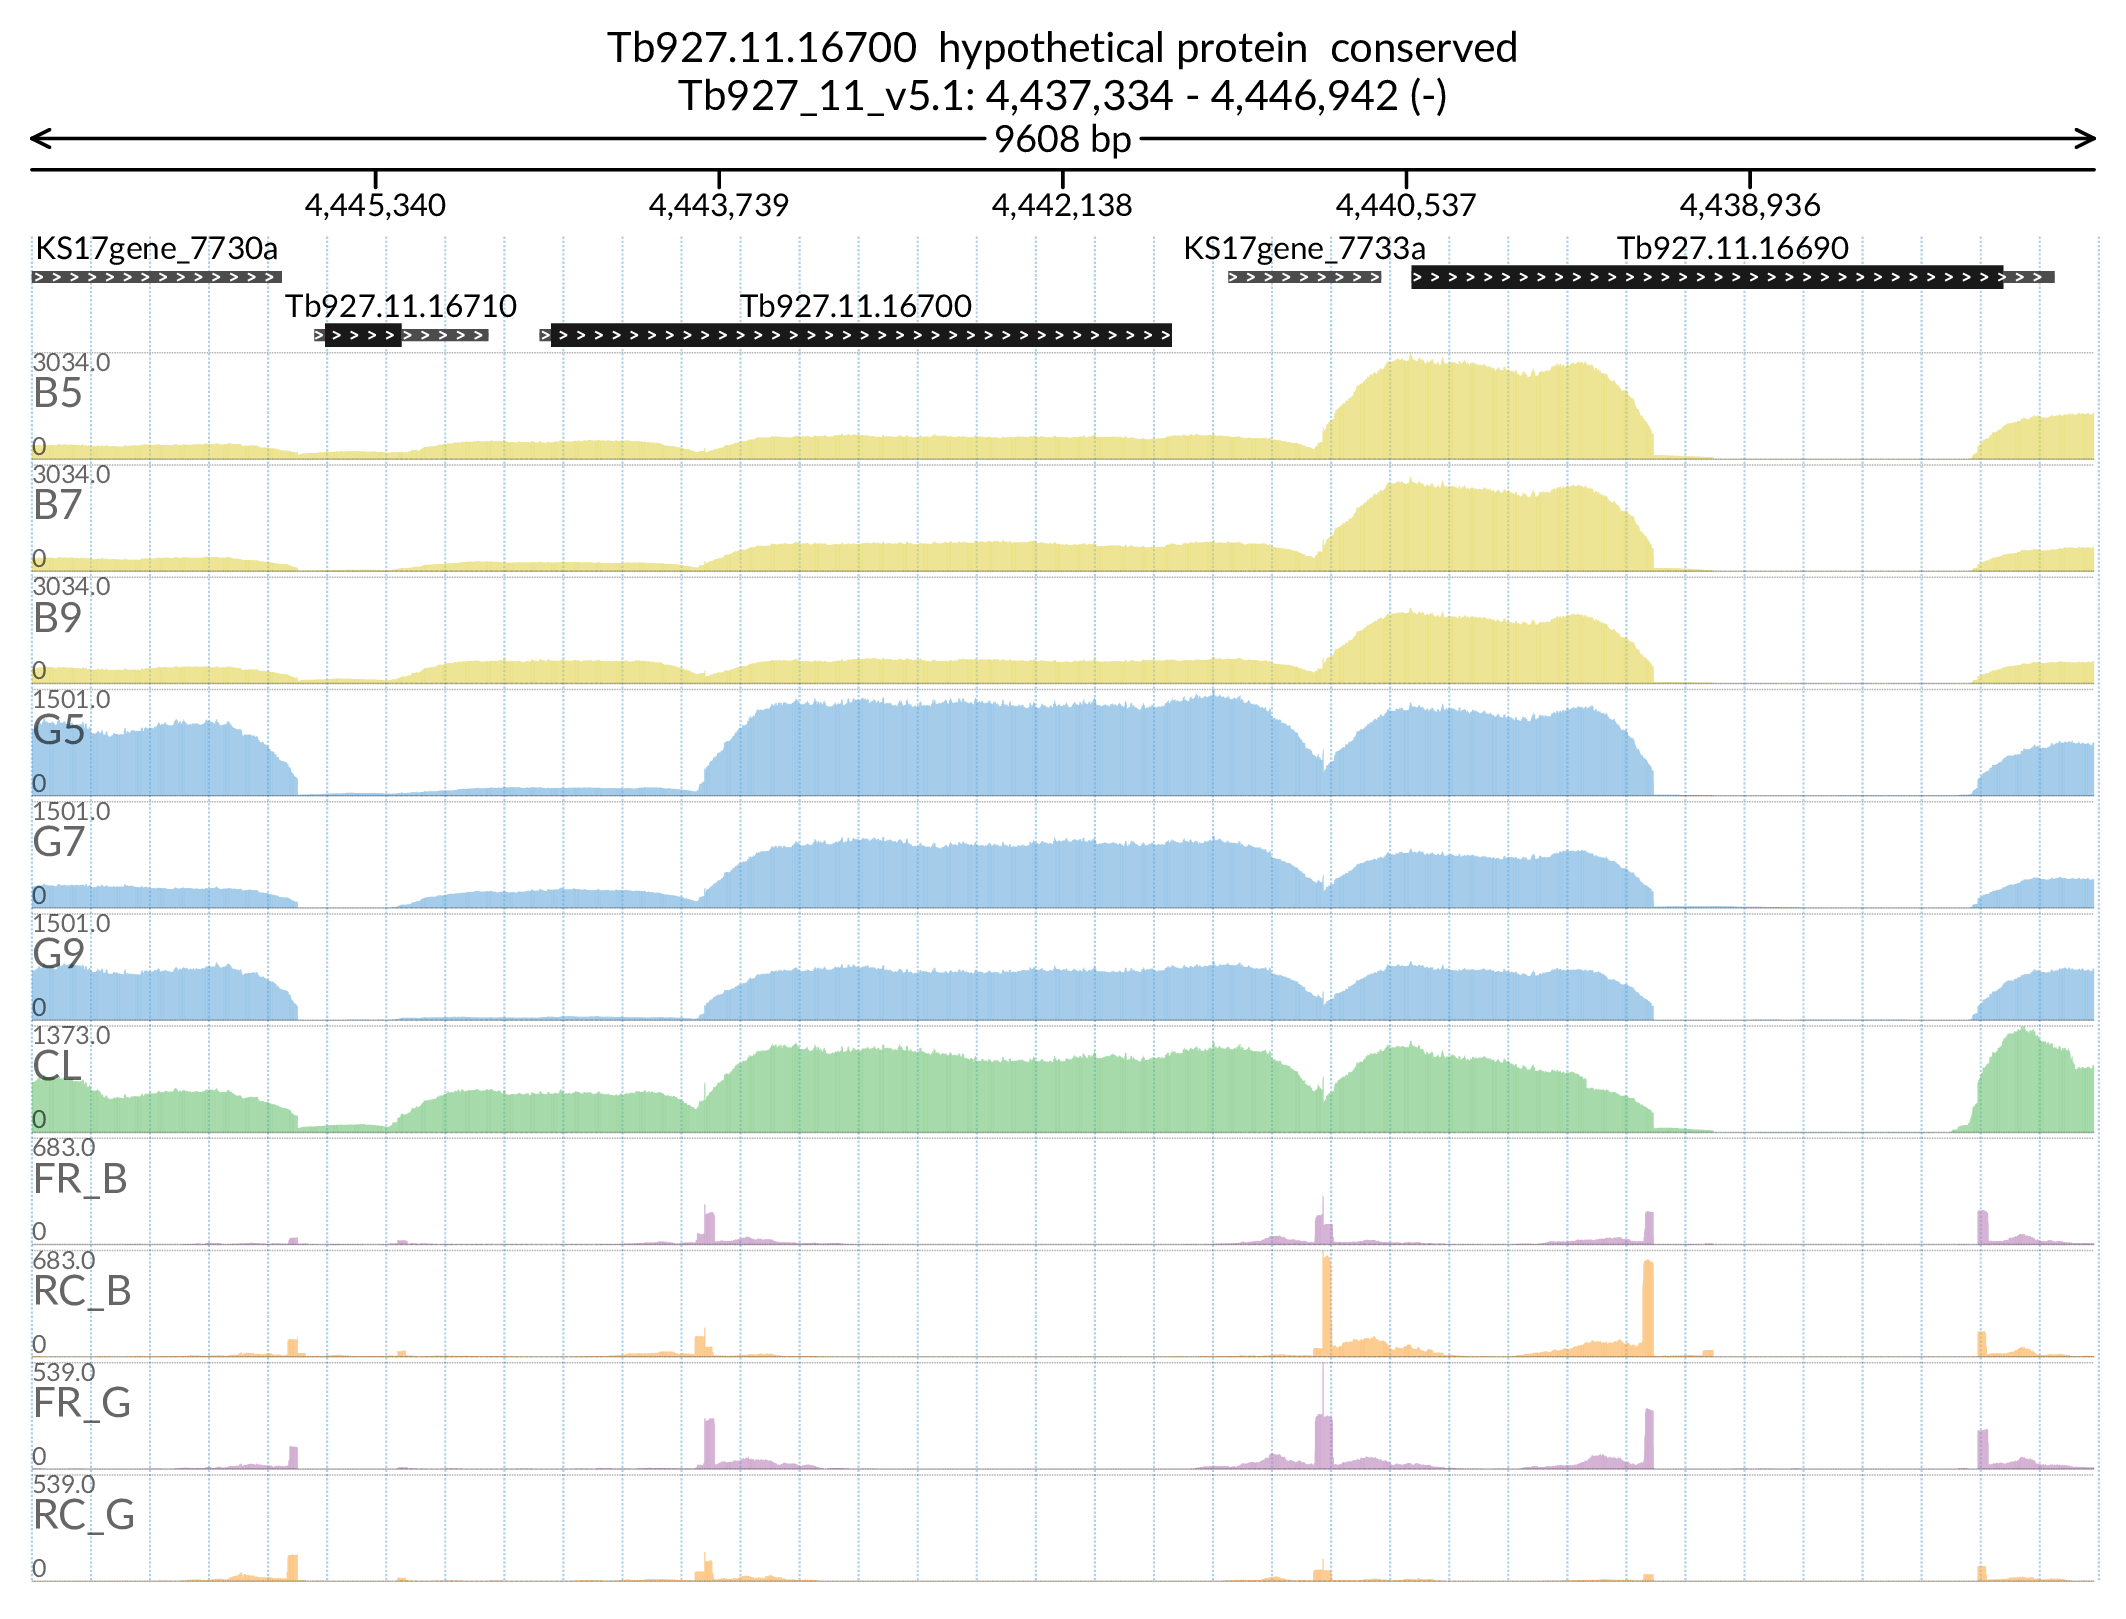 Tb927.11.16700  hypothetical protein  conserved
Tb927_11_v5.1: 4,437,334 - 4,446,942 (-)
9608 bp
4,445,340 4,443,739 4,442,138 4,440,537 4,438,936
KS17gene_7730a KS17gene_7733a Tb927.11.16690
Tb927.11.16710 Tb927.11.16700
3034.0
B5
0
3034.0
B7
0
3034.0
B9
0
1501.0
G5
0
1501.0
G7
0
1501.0
G9
0
1373.0
CL
0
683.0
FR_B
0
683.0
RC_B
0
539.0
FR_G
0
539.0
RC_G
0